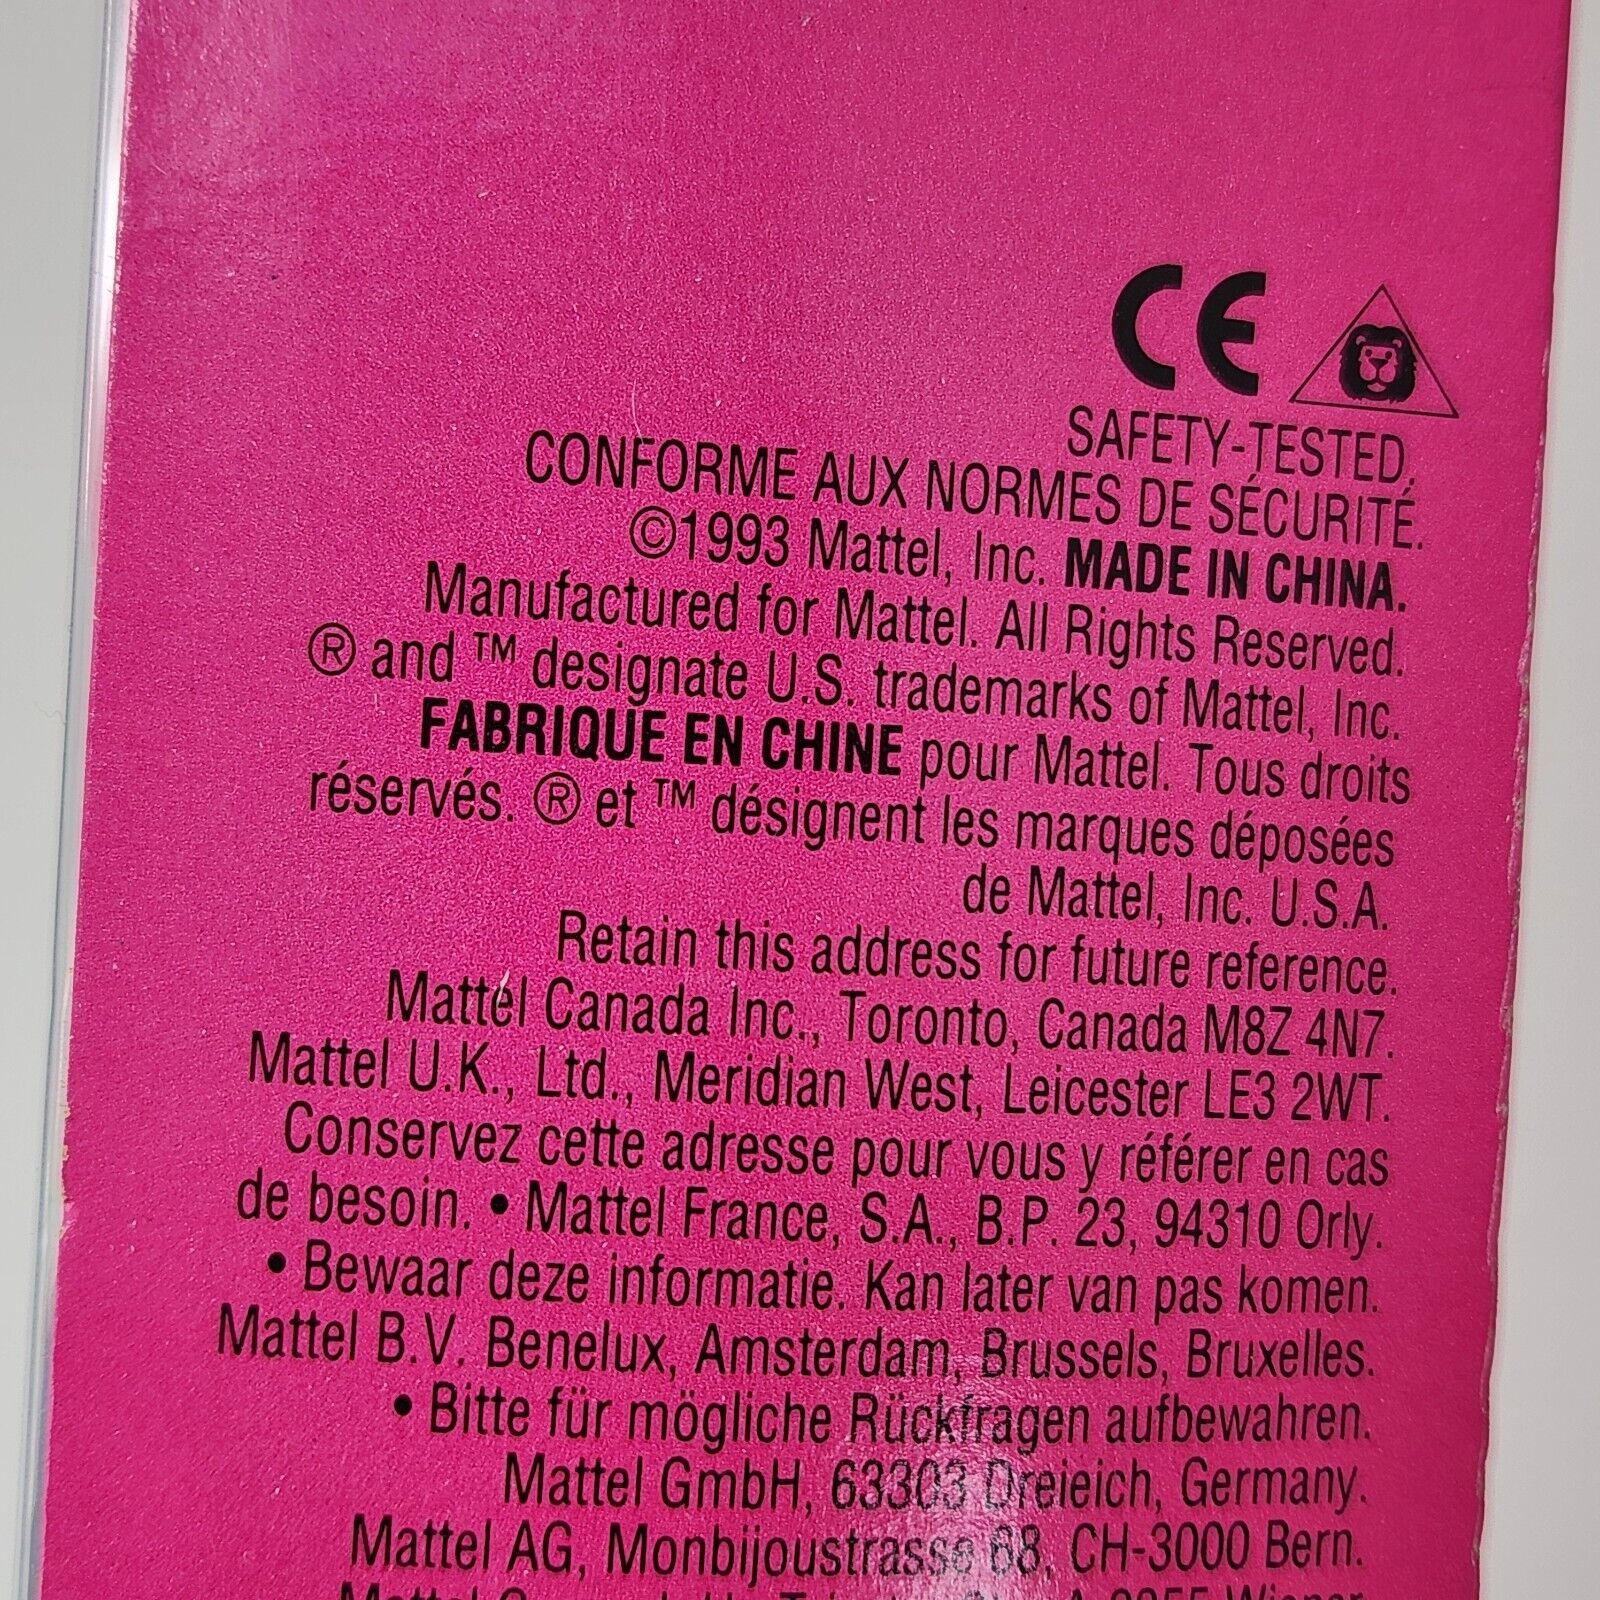 CE
SAFETY-TESTED.
CONFORME AUX NORMES DE SÉCURITÉ.
©1993 Mattel, Inc. MADE IN CHINA.
Manufactured for Mattel. All Rights Reserved.
® and ™ designate U.S. trademarks of Mattel, Inc.
FABRIQUE EN CHINE pour Mattel. Tous droits
réservés. ® et ™ désignent les marques déposées
de Mattel, Inc. U.S.A.
Retain this address for future reference.
Mattel Canada Inc., Toronto, Canada M8Z 4N7.
Mattel U.K., Ltd., Meridian West, Leicester LE3 2WT.
Conservez cette adresse pour vous y référer en cas
de besoin. • Mattel France, S.A., B.P. 23, 94310 Orly.
• Bewaar deze informatie. Kan later van pas komen.
Mattel B.V. Benelux, Amsterdam, Brussels, Bruxelles.
• Bitte für mögliche Rückfragen aufbewahren.
Mattel GmbH, 63303 Dreieich, Germany.
Mattel AG, Monbijoustrasse 68, CH-3000 Bern.
Mattel